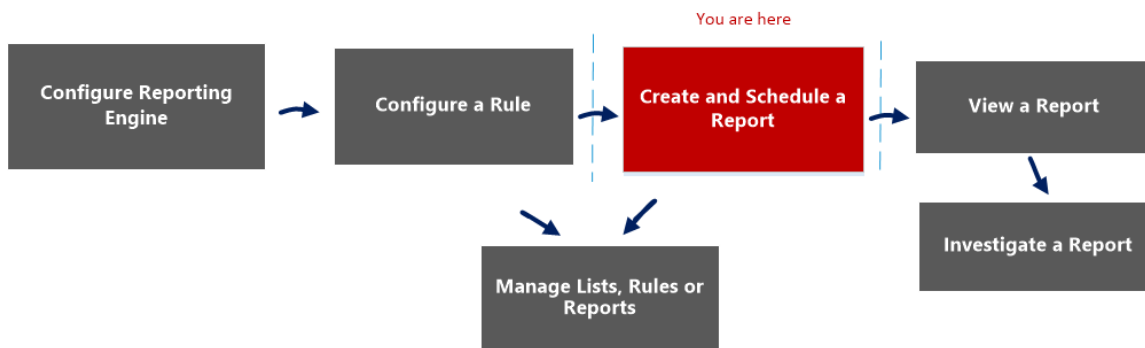 You are here
Configure Reporting
Engine
Configure a Rule
Create and Schedule a
Report
View a Report
Manage Lists, Rules or
Reports
Investigate a Report